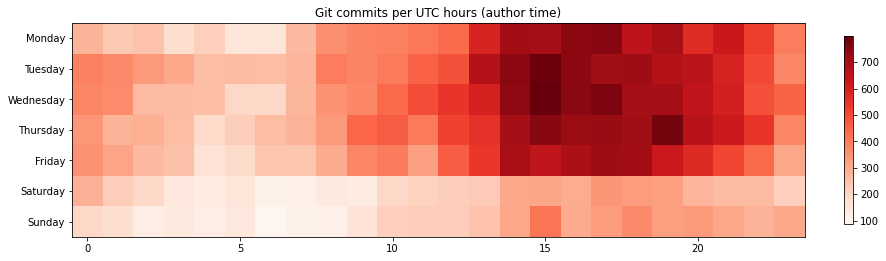 Git commits per UTC hours (author time)
Monday
Tuesday
Wednesday
Thursday
Friday
Saturday
Sunday
0 5 10 15 20
700
600
500
400
300
200
100